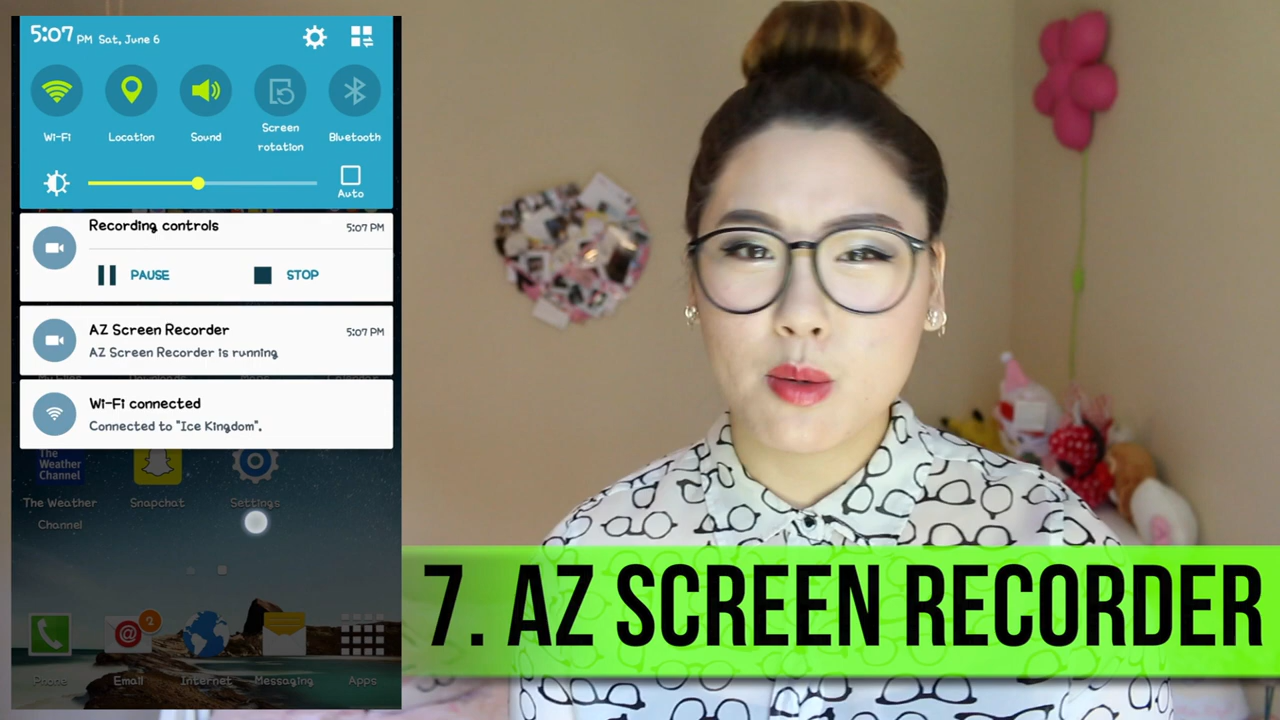 5:07 PM Sat, June 6
Wi-Fi
Location
Sound
Screen
rotation
Bluetooth
Auto
Recording controls
5:07 PM
PAUSE
STOP
AZ Screen Recorder
5:07 PM
AZ Screen Recorder is running
Wi-Fi connected
Connected to "Ice Kingdom".
The
Weather
Channel
The Weather
Channel
Snapchat
Settings
2
Phone
Email
Internet
Messaging
Apps
7. AZ SCREEN RECORDER